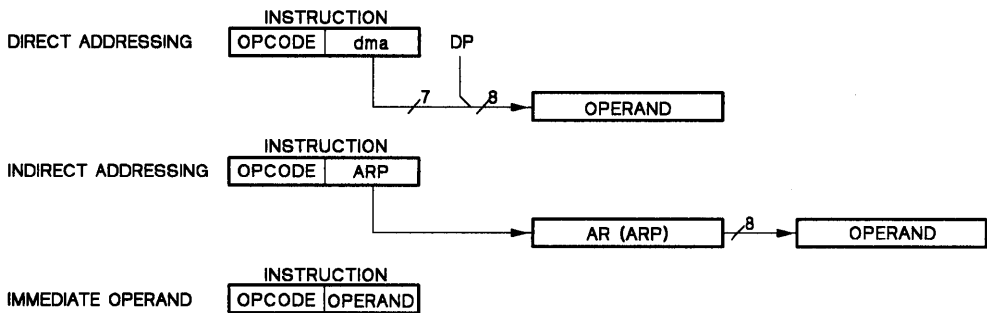 INSTRUCTION
DIRECT ADDRESSING OPCODE dma DP
7 8 OPERAND
INSTRUCTION
INDIRECT ADDRESSING OPCODE ARP
AR (ARP) 8 OPERAND
INSTRUCTION
IMMEDIATE OPERAND OPCODE OPERAND